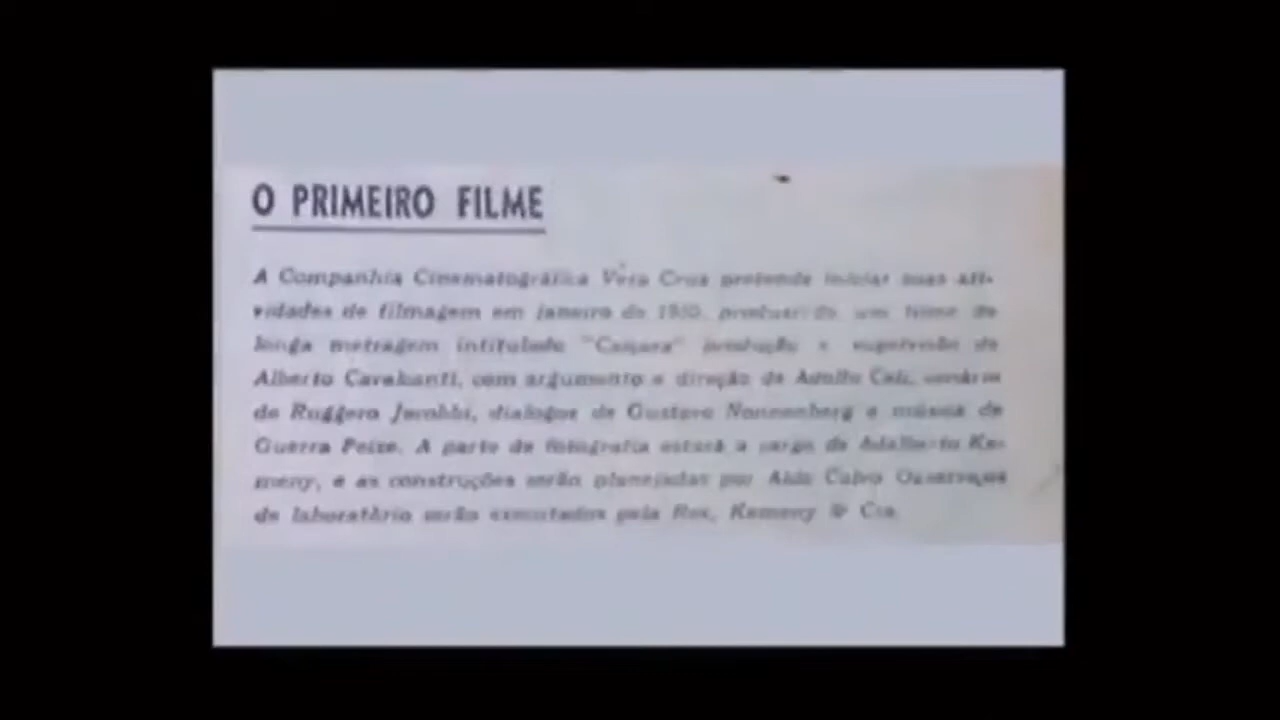 O PRIMEIRO FILME
A Companhia Cinematográfica Vera Cruz pretende iniciar suas ati-
vidades de filmagem em janeiro de 1950, produzindo um filme de
longa metragem intitulado "Caiçara" produção e supervisão de
Alberto Cavalcanti, com argumento e direção de Adolfo Celi, cenários
de Ruggero Jacobbi, dialogos de Gustavo Nonnenberg e música de
Guerra Peixe. A parte de fotografia estará a cargo de Adalberto Ke-
meny, e as construções serão planejadas por Aldo Calvo Os serviços
de laboratório serão executados pela Rex, Kemeny & Cia.